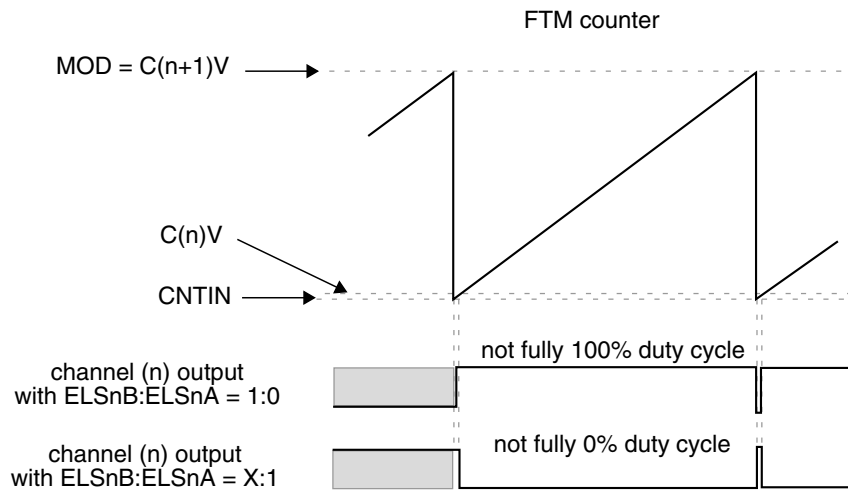 FTM counter
MOD = C(n+1)V
C(n)V
CNTIN
not fully 100% duty cycle
channel (n) output
with ELSnB:ELSnA = 1:0
not fully 0% duty cycle
channel (n) output
with ELSnB:ELSnA = X:1